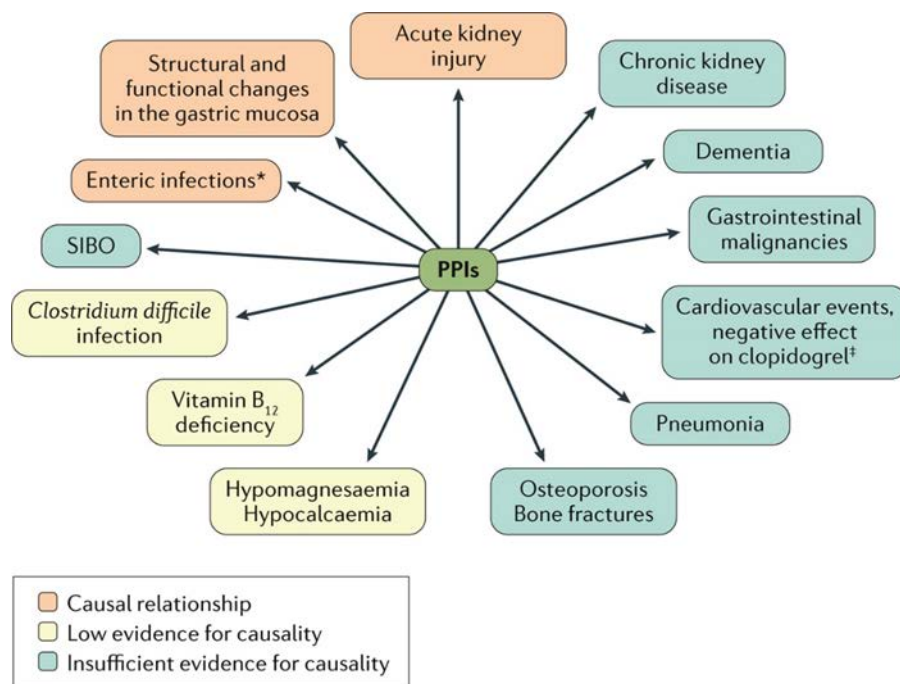 Acute kidney
injury
Structural and
functional changes
in the gastric mucosa
Chronic kidney
disease
Enteric infections*
Dementia
SIBO
Gastrointestinal
malignancies
PPIs
Clostridium difficile
infection
Cardiovascular events,
negative effect
on clopidogrel‡
Vitamin B₁₂
deficiency
Pneumonia
Hypomagnesaemia
Hypocalcaemia
Osteoporosis
Bone fractures
Causal relationship
Low evidence for causality
Insufficient evidence for causality